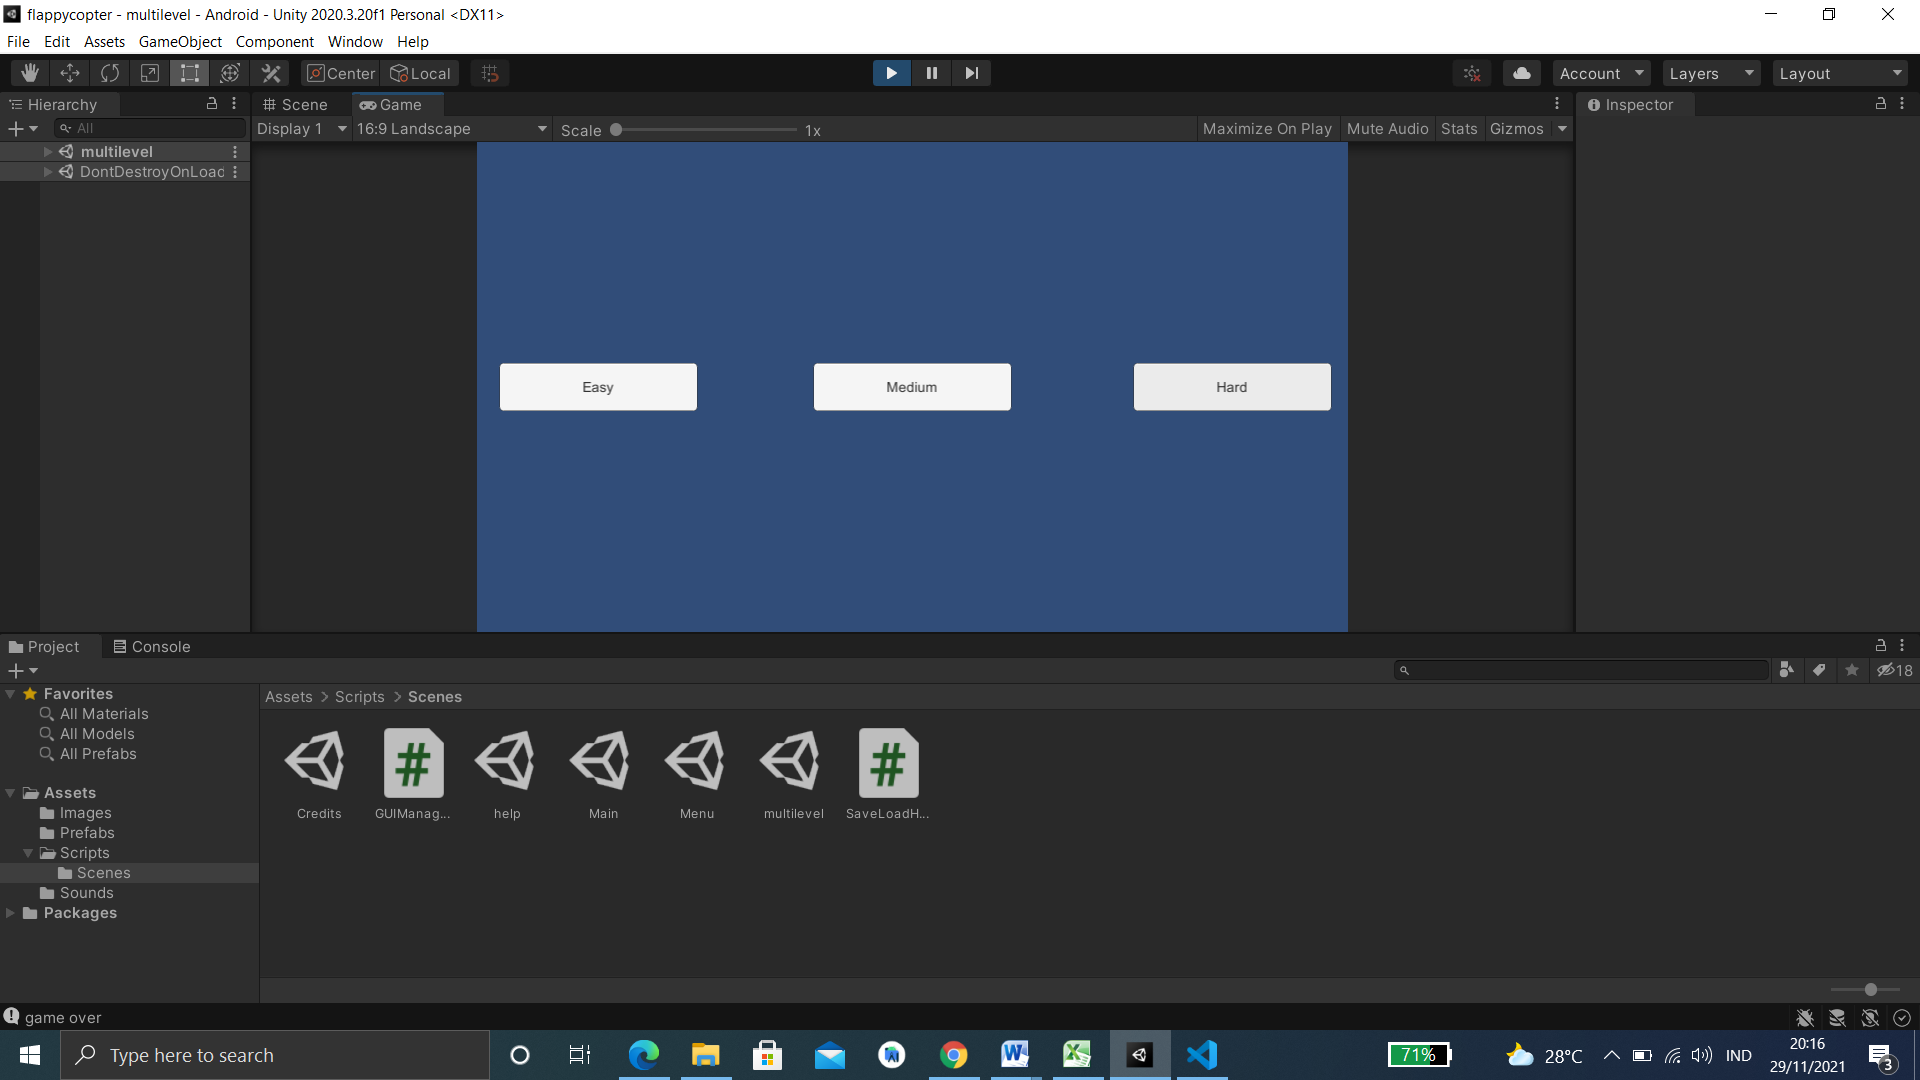 flappycopter - multilevel - Android - Unity 2020.3.20f1 Personal <DX11>
File Edit Assets GameObject Component Window Help
Center Local Account Layers Layout
Hierarchy
Scene Game
Inspector
All
Display 1 16:9 Landscape Scale 1x Maximize On Play Mute Audio Stats Gizmos
multilevel
DontDestroyOnLoad
Easy Medium Hard
Project Console
18
Favorites
All Materials
All Models
All Prefabs
Assets
Images
Prefabs
Scripts
Scenes
Sounds
Packages
Assets > Scripts > Scenes
Credits GUIManag... help Main Menu multilevel SaveLoadH...
game over
Type here to search
71% 28°C IND
20:16
29/11/2021
3